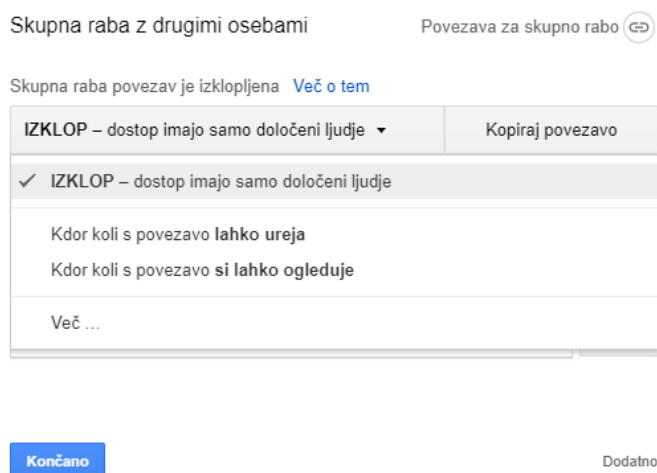 Skupna raba z drugimi osebami
Povezava za skupno rabo
Skupna raba povezav je izklopljena Več o tem
IZKLOP – dostop imajo samo določeni ljudje
Kopiraj povezavo
IZKLOP – dostop imajo samo določeni ljudje
Kdor koli s povezavo lahko ureja
Kdor koli s povezavo si lahko ogleduje
Več ...
Končano
Dodatno